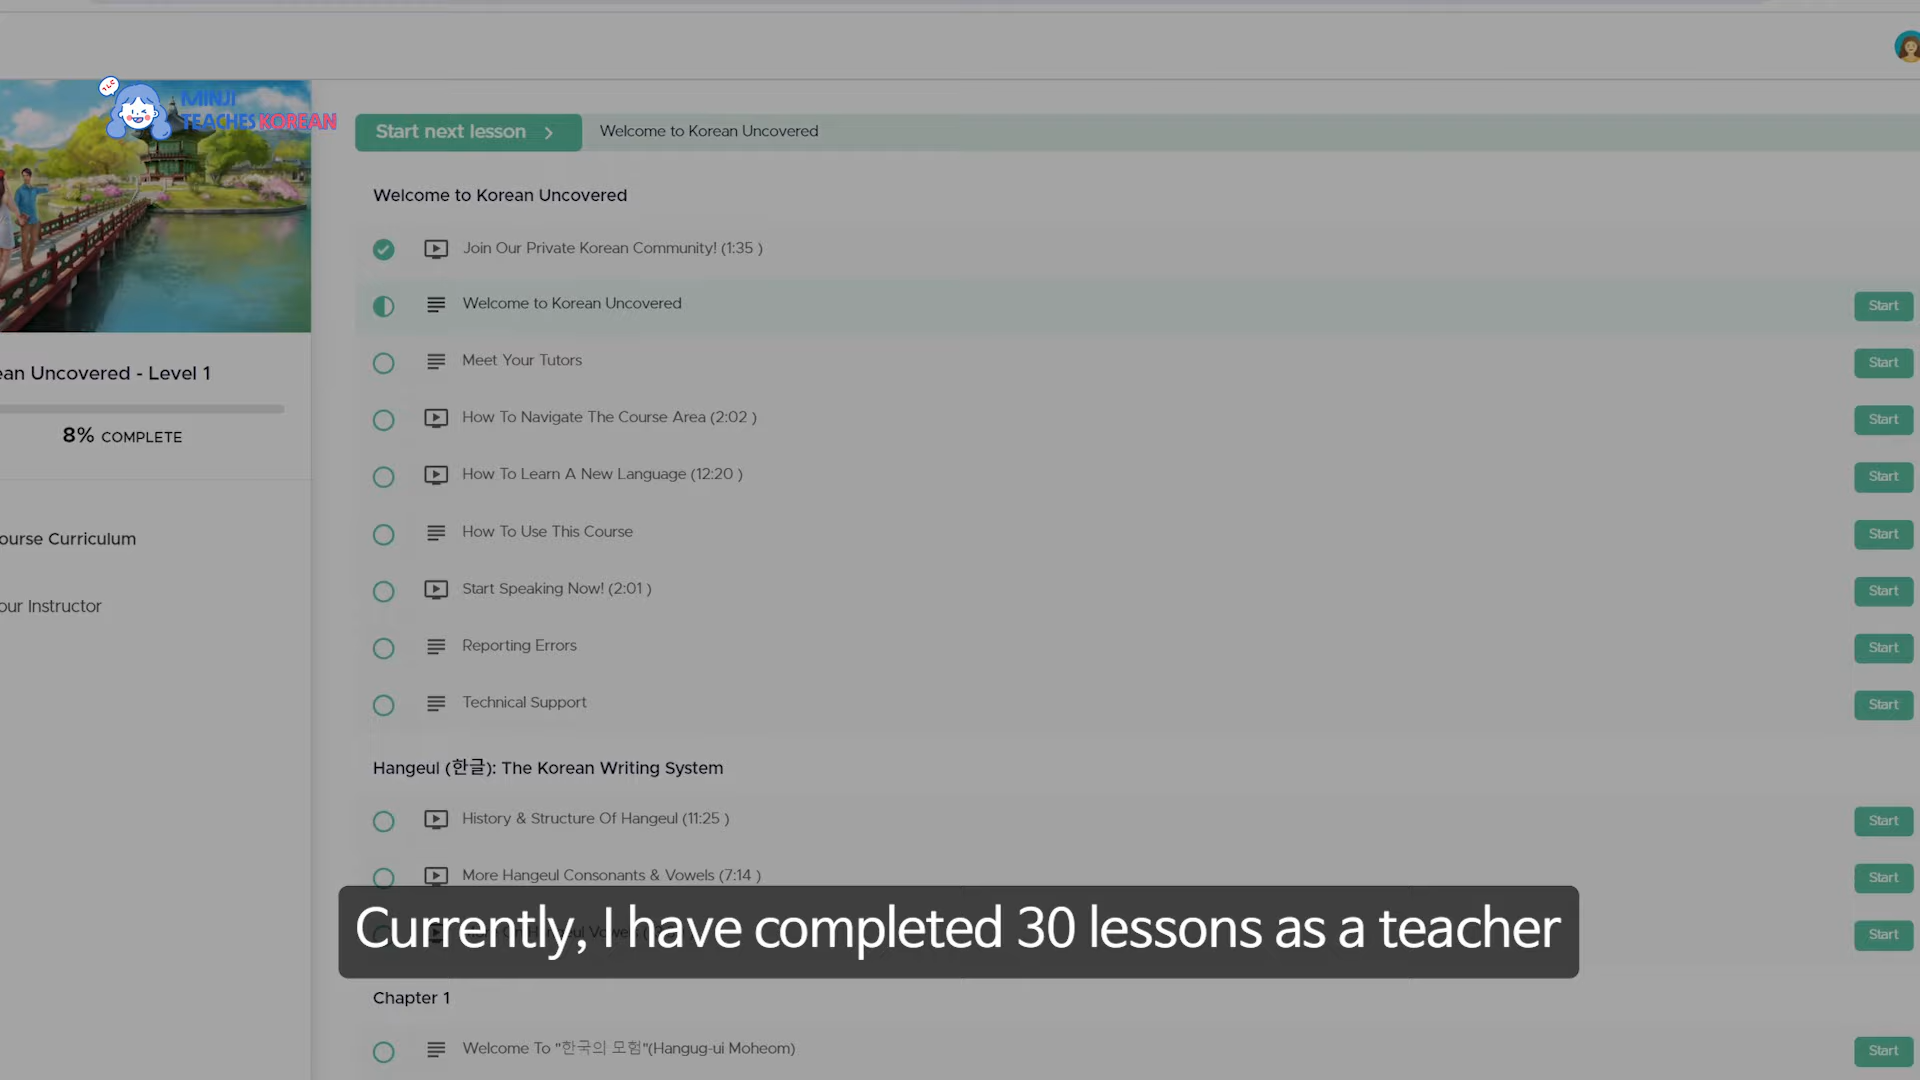 TLC
MINJI
TEACHES KOREAN
Start next lesson
Welcome to Korean Uncovered
Welcome to Korean Uncovered
Join Our Private Korean Community! (1:35 )
Welcome to Korean Uncovered
Start
Meet Your Tutors
Start
ean Uncovered - Level 1
8% COMPLETE
How To Navigate The Course Area (2:02 )
Start
How To Learn A New Language (12:20 )
Start
ourse Curriculum
How To Use This Course
Start
our Instructor
Start Speaking Now! (2:01 )
Start
Reporting Errors
Start
Technical Support
Start
Hangeul (한글): The Korean Writing System
History & Structure Of Hangeul (11:25 )
Start
More Hangeul Consonants & Vowels (7:14 )
Start
Currently, I have completed 30 lessons as a teacher
Start
Chapter 1
Welcome To "한국의 모험"(Hangug-ui Moheom)
Start